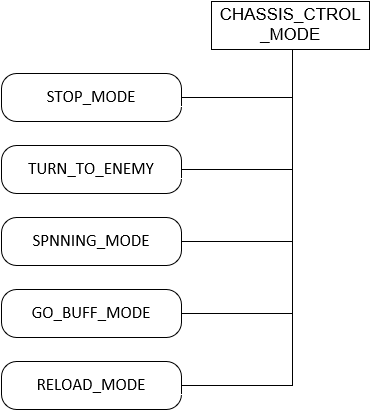 CHASSIS_CTROL
_MODE
STOP_MODE
TURN_TO_ENEMY
SPNNING_MODE
GO_BUFF_MODE
RELOAD_MODE